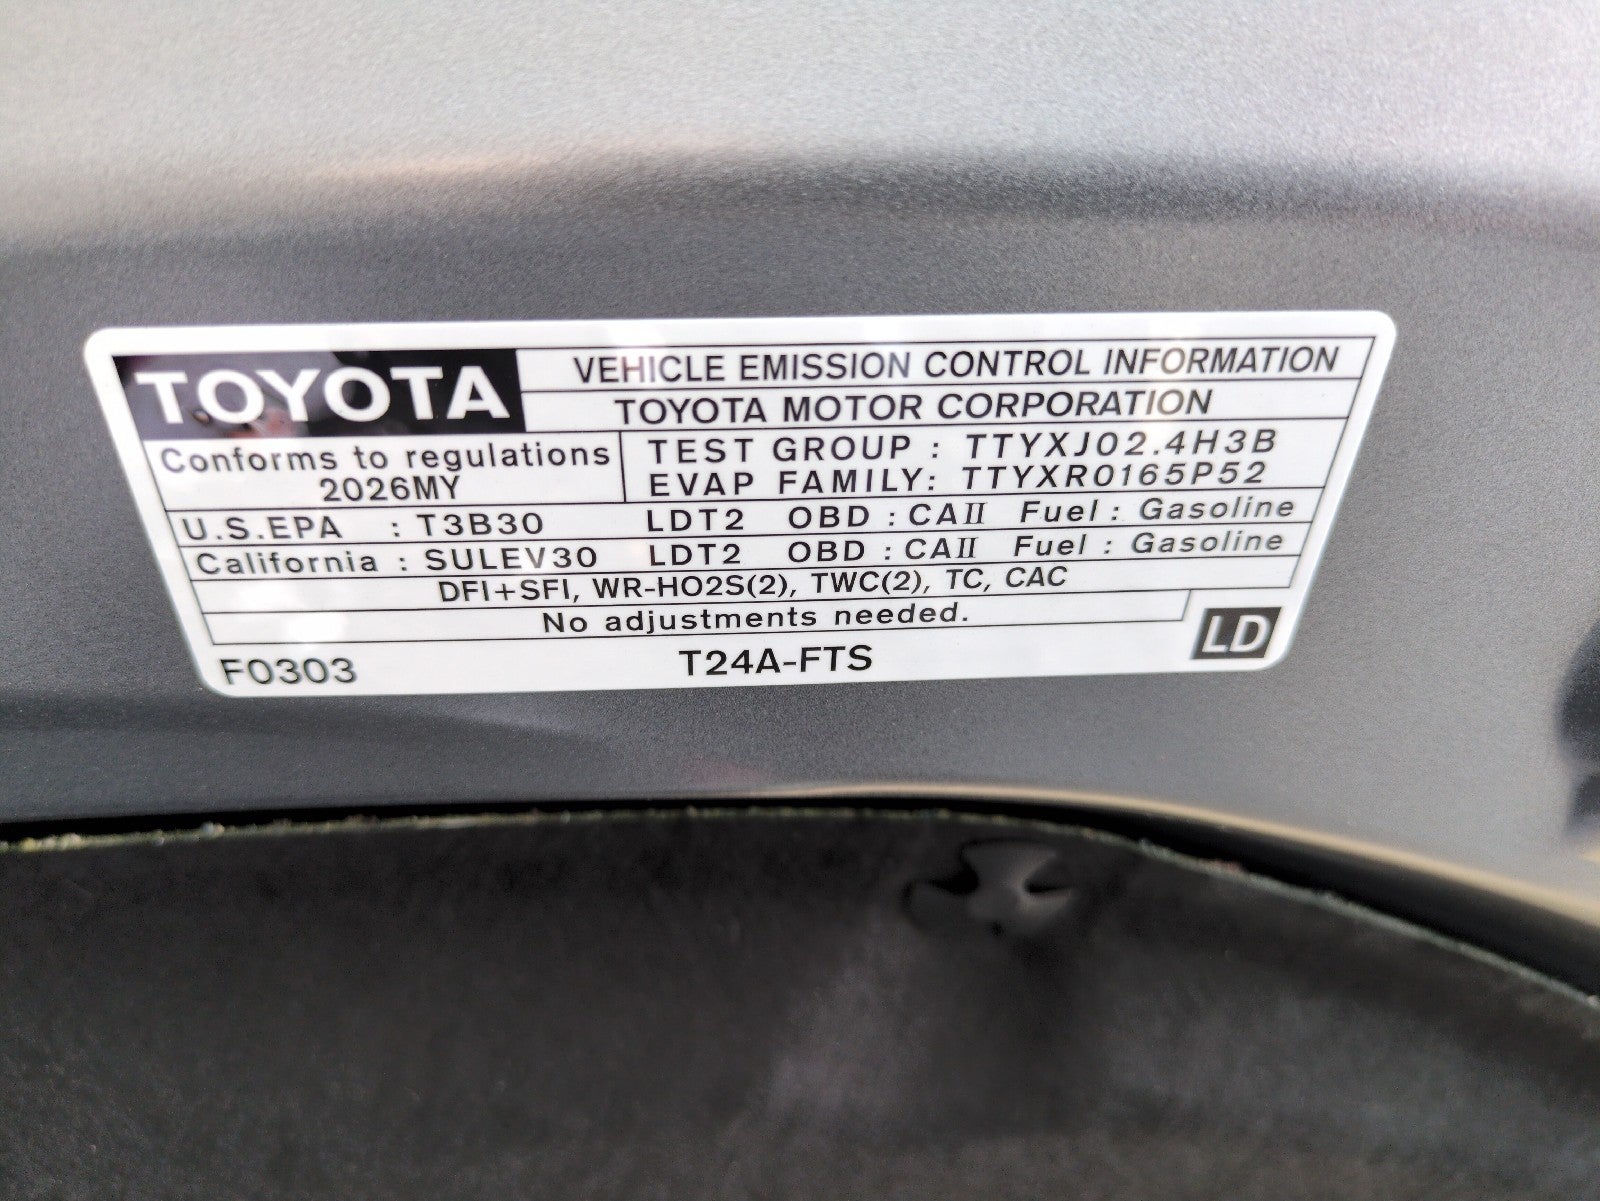 TOYOTA
VEHICLE EMISSION CONTROL INFORMATION
TOYOTA MOTOR CORPORATION
Conforms to regulations
2026MY
TEST GROUP : TTYXJ02.4H3B
EVAP FAMILY: TTYXR0165P52
U.S.EPA : T3B30 LDT2 OBD : CAII Fuel : Gasoline
California : SULEV30 LDT2 OBD : CAII Fuel : Gasoline
DFI+SFI, WR-HO2S(2), TWC(2), TC, CAC
No adjustments needed.
F0303 T24A-FTS LD